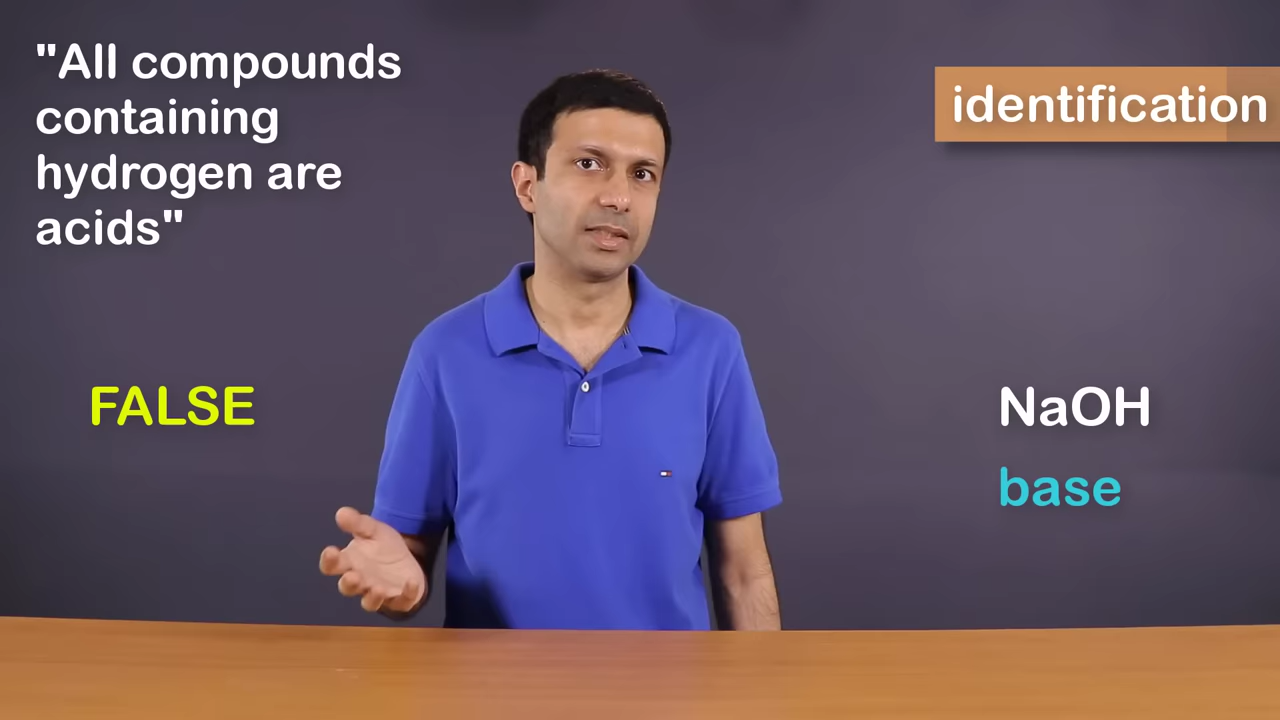 "All compounds
containing
hydrogen are
acids"
identification
FALSE
NaOH
base